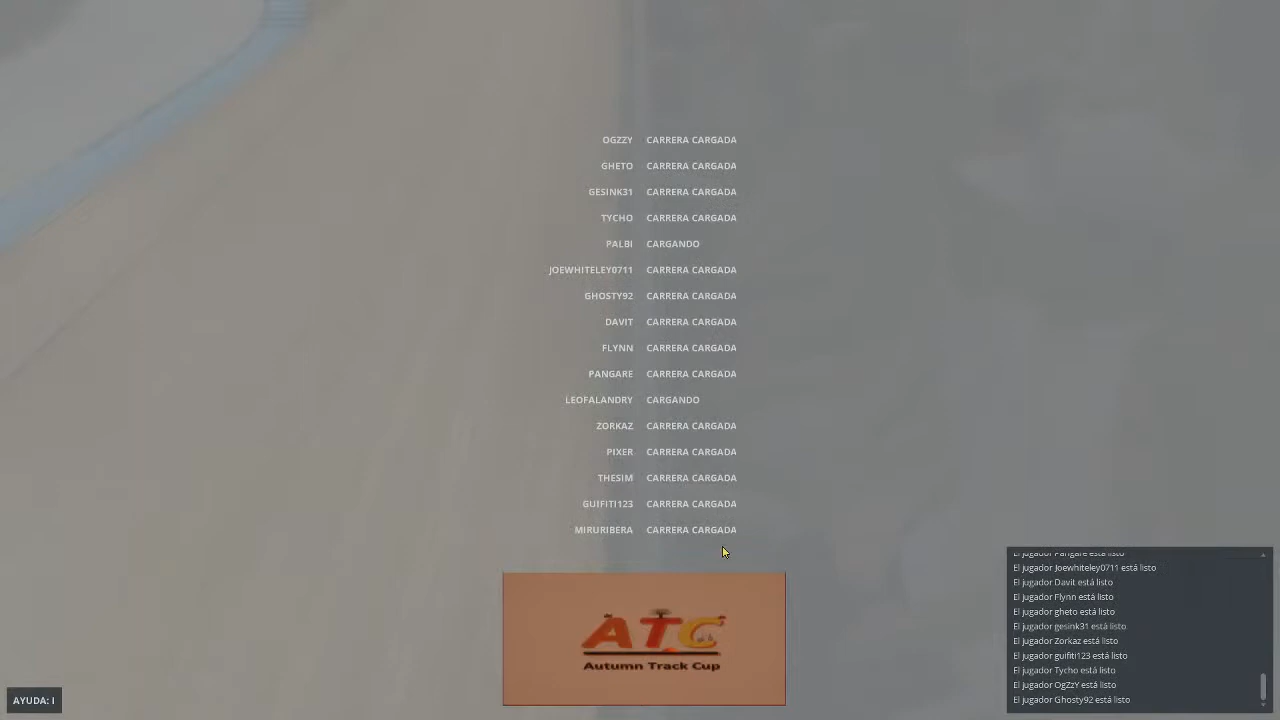 OGZZY CARRERA CARGADA
GHETO CARRERA CARGADA
GESINK31 CARRERA CARGADA
TYCHO CARRERA CARGADA
PALBI CARGANDO
JOEWHITELEY0711 CARRERA CARGADA
GHOSTY92 CARRERA CARGADA
DAVIT CARRERA CARGADA
FLYNN CARRERA CARGADA
PANGARE CARRERA CARGADA
LEOFALANDRY CARGANDO
ZORKAZ CARRERA CARGADA
PIXER CARRERA CARGADA
THESIM CARRERA CARGADA
GUIFITI123 CARRERA CARGADA
MIRURIBERA CARRERA CARGADA
ATC
Autumn Track Cup
El jugador Pangare está listo
El jugador Joewhiteley0711 está listo
El jugador Davit está listo
El jugador Flynn está listo
El jugador gheto está listo
El jugador gesink31 está listo
El jugador Zorkaz está listo
El jugador guifiti123 está listo
El jugador Tycho está listo
El jugador OgZzY está listo
El jugador Ghosty92 está listo
AYUDA: I